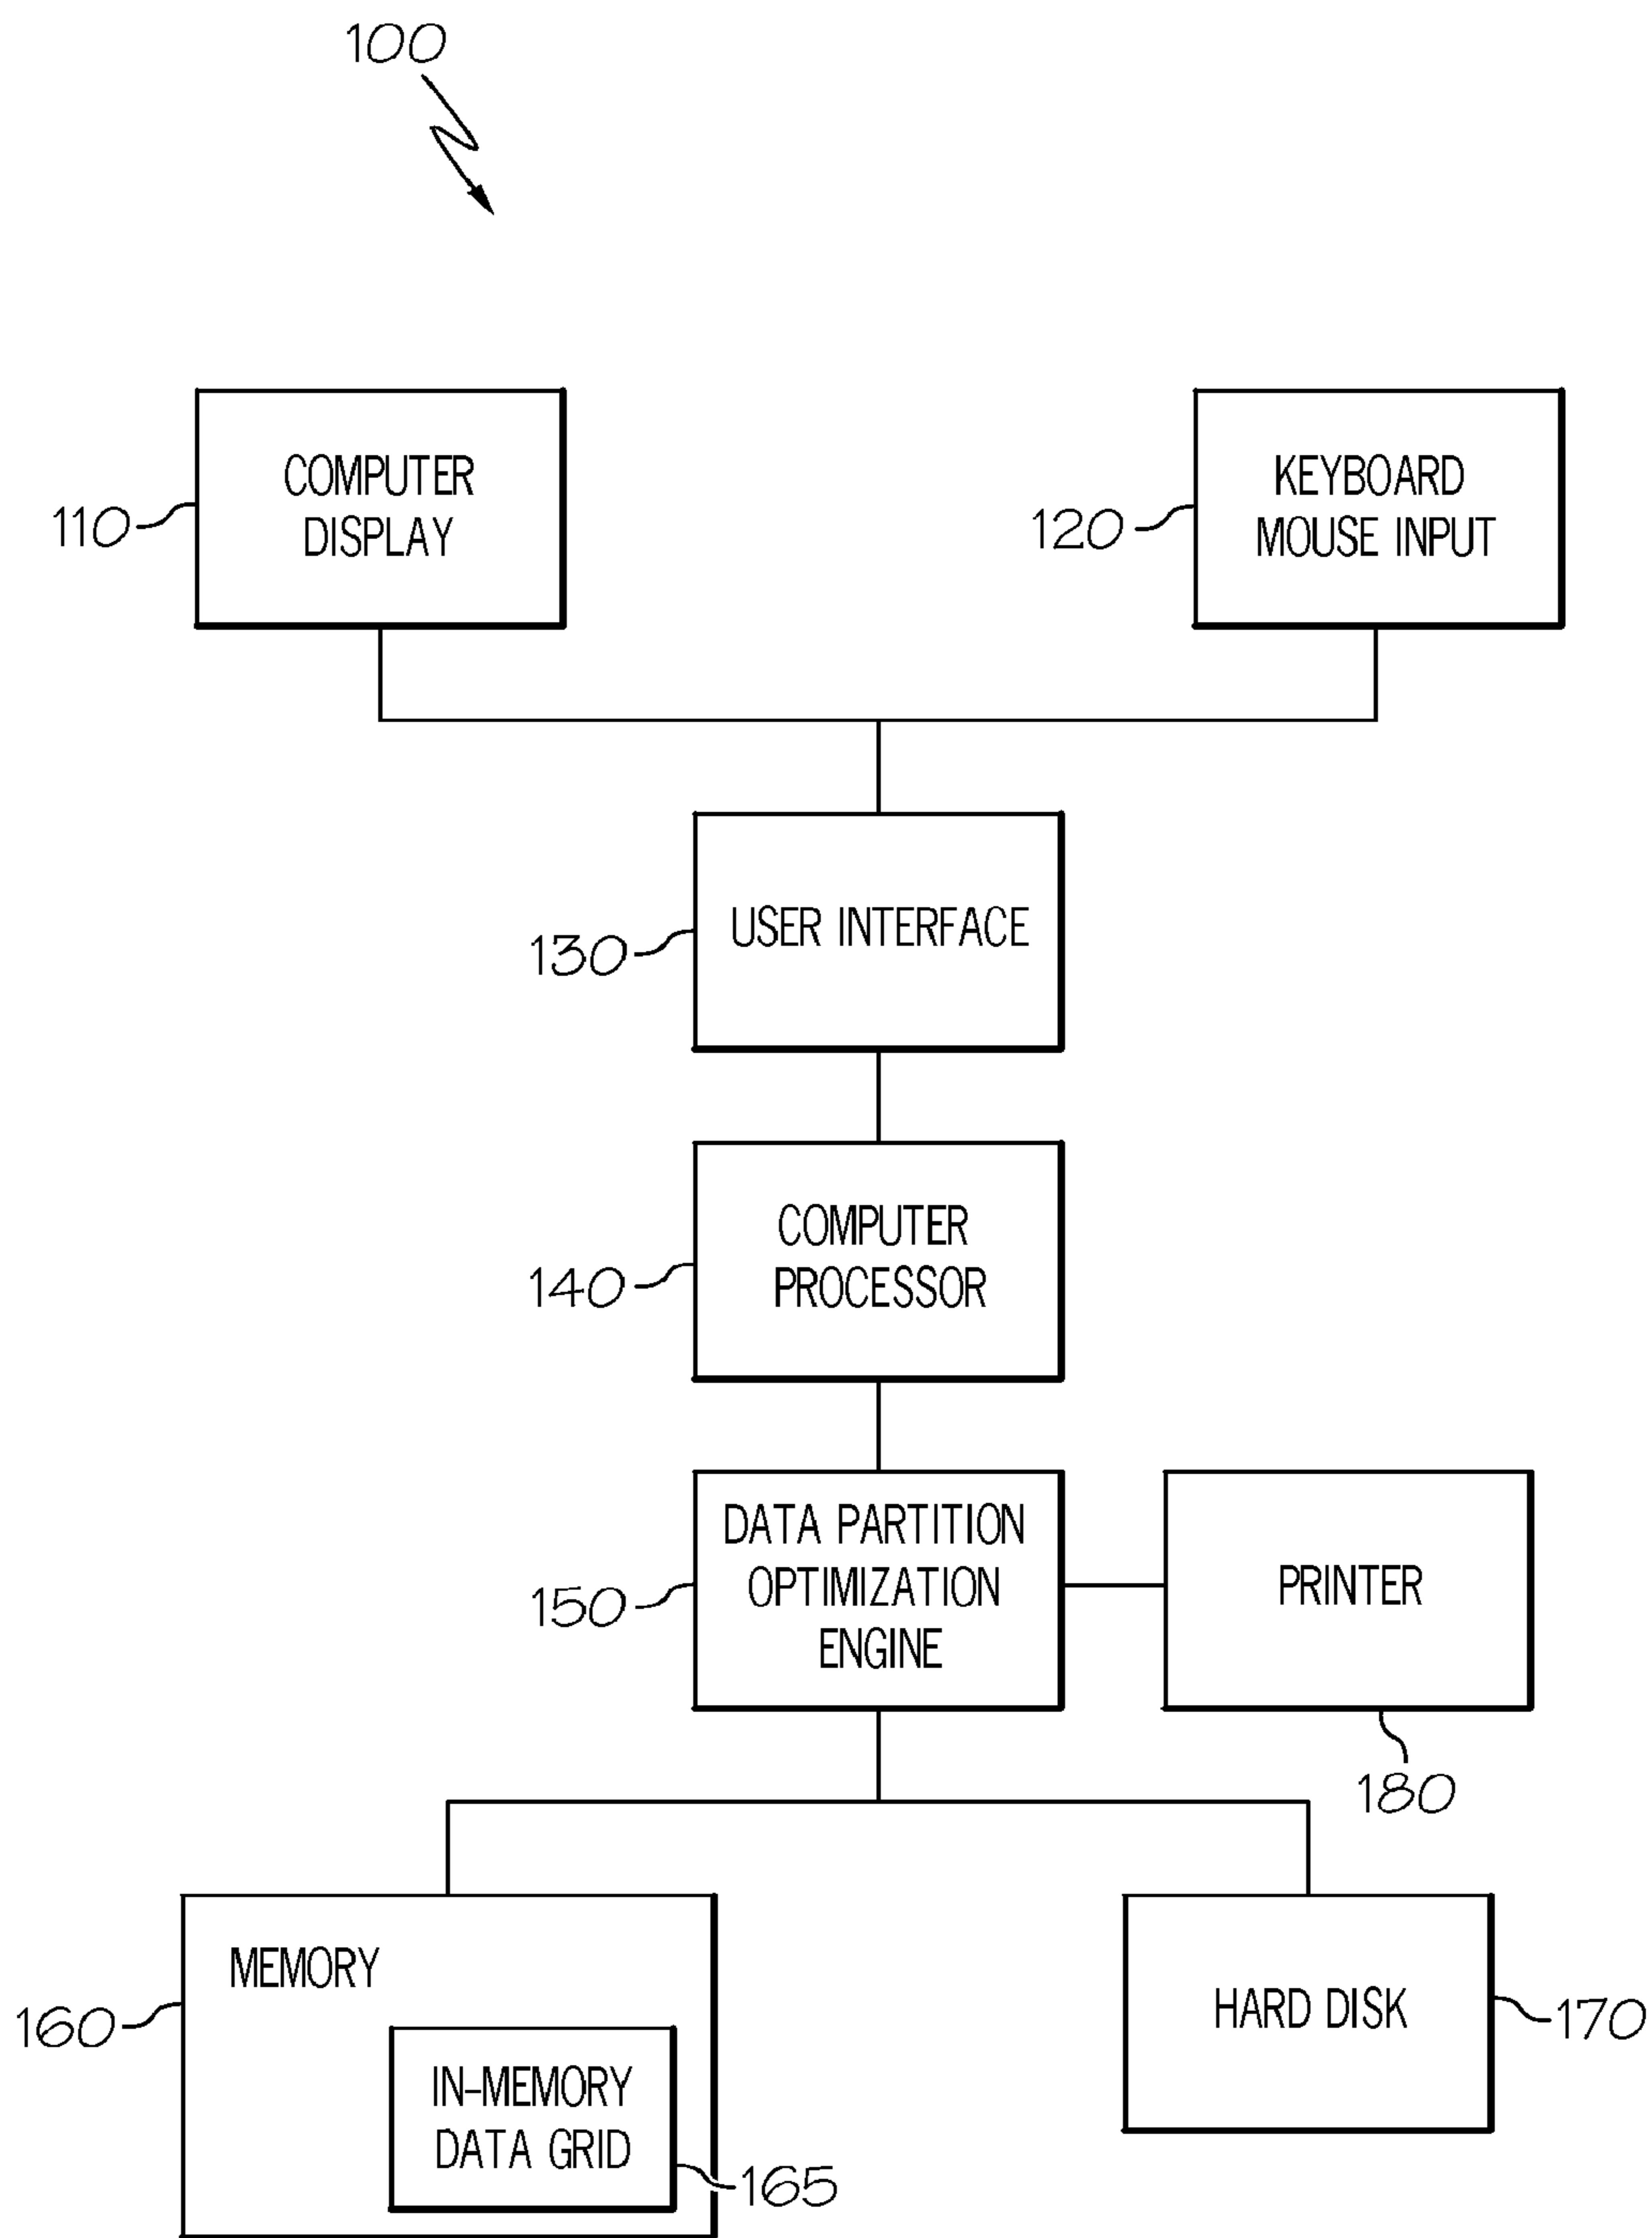 100
COMPUTER
DISPLAY
110
KEYBOARD
MOUSE INPUT
120
USER INTERFACE
130
COMPUTER
PROCESSOR
140
DATA PARTITION
OPTIMIZATION
ENGINE
150
PRINTER
180
MEMORY
160
IN-MEMORY
DATA GRID
165
HARD DISK
170